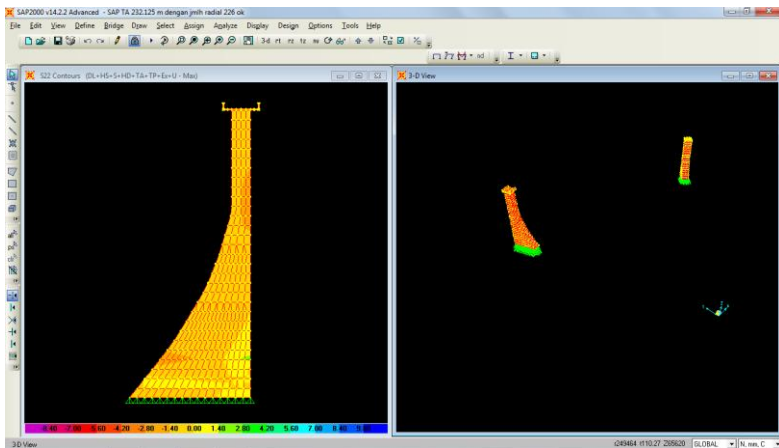 SAP2000 v14.2.2 Advanced - SAP TA 232.125 m dengan jmlh radial 226 ok
File Edit View Define Bridge Draw Select Assign Analyze Display Design Options Tools Help
3-d
nd
S22 Contours (DL+HS+S+HD+TA+TP+Es+U - Max)
3-D View
-8.40 -7.00 5.60 -4.20 -2.80 -1.40 0.00 1.40 2.80 4.20 5.60 7.00 8.40
3-D View
GLOBAL
N, mm, C